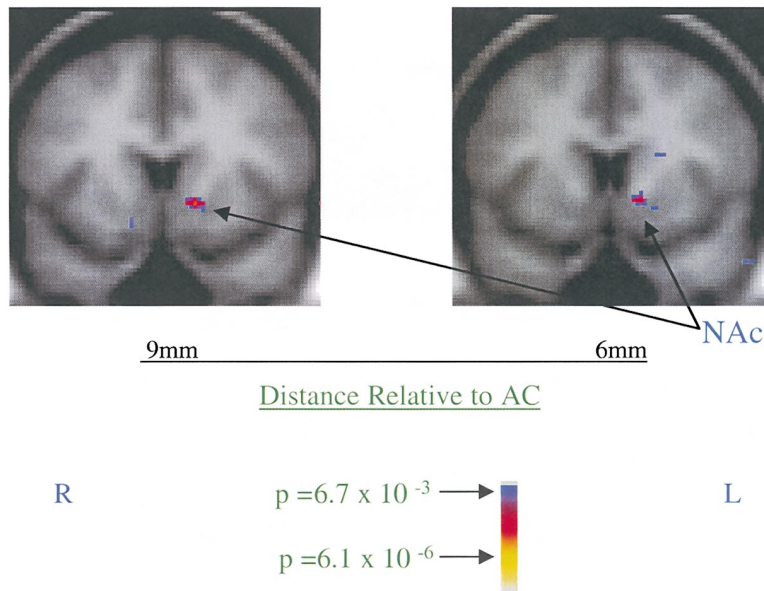 NAc
9mm
6mm
Distance Relative to AC
R
L
p =6.7 x 10 -3
p =6.1 x 10 -6